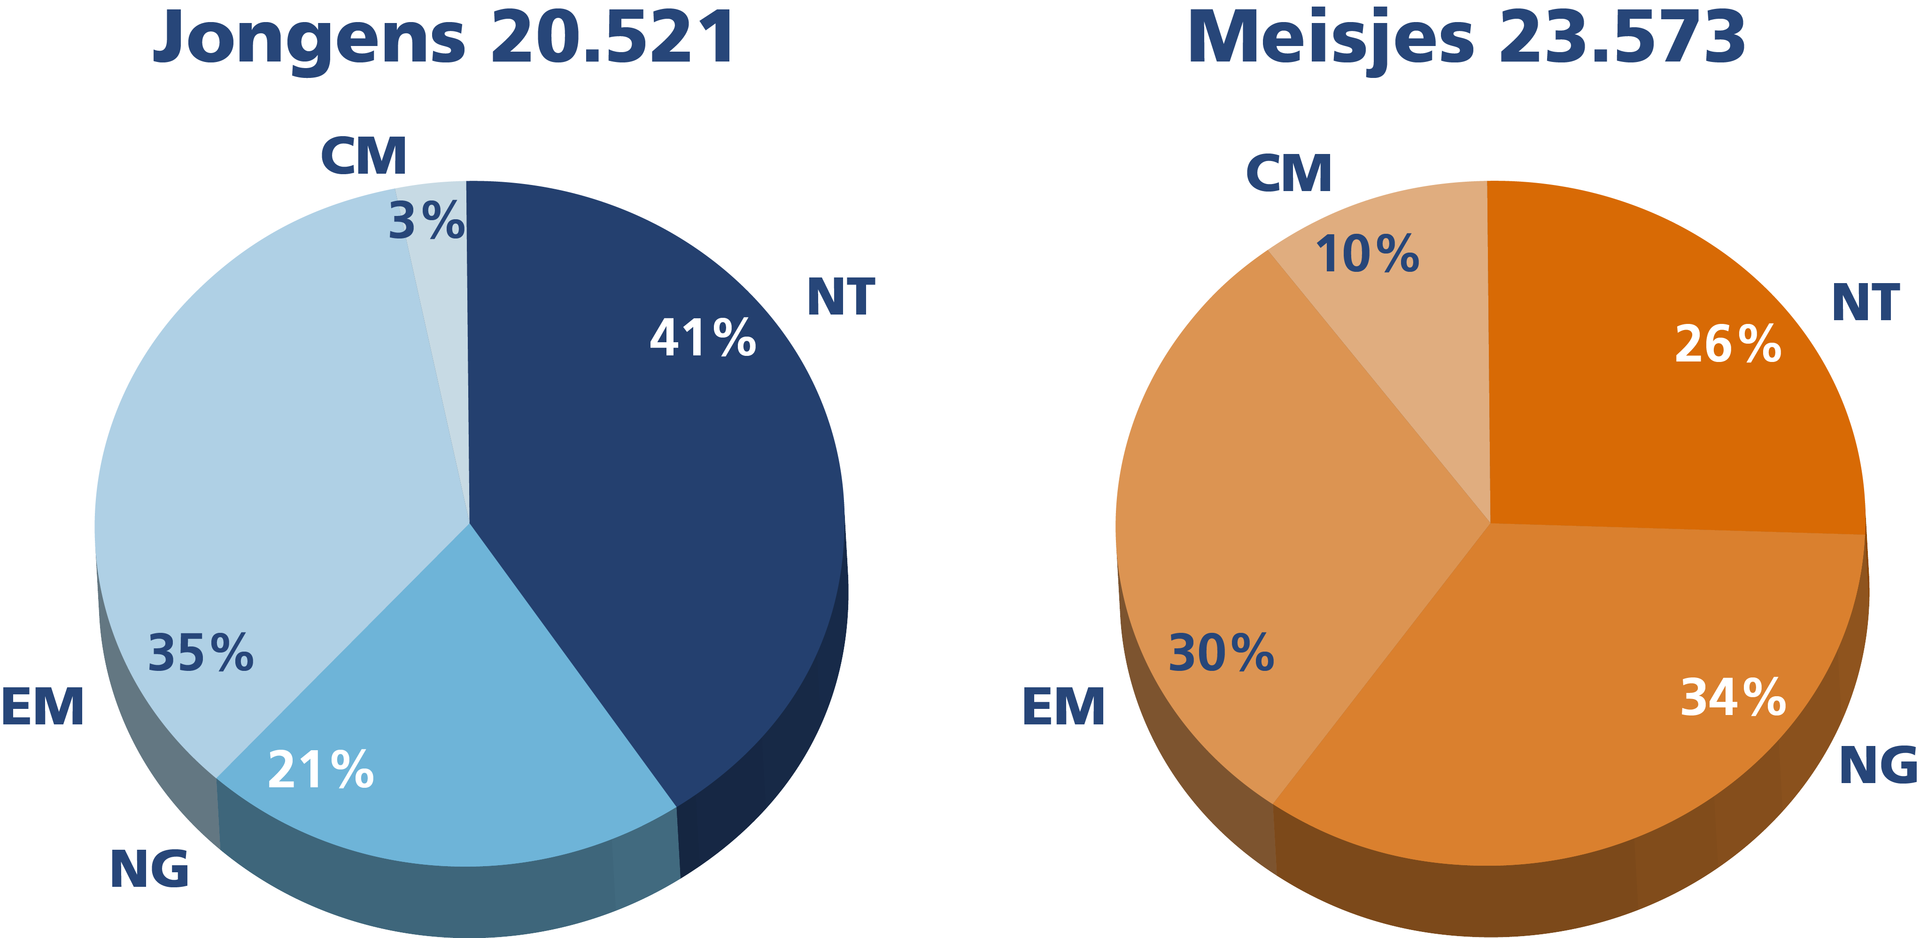 Jongens 20.521
CM
3%
NT
41%
35%
EM
21%
NG
Meisjes 23.573
CM
10%
NT
26%
30%
EM
34%
NG